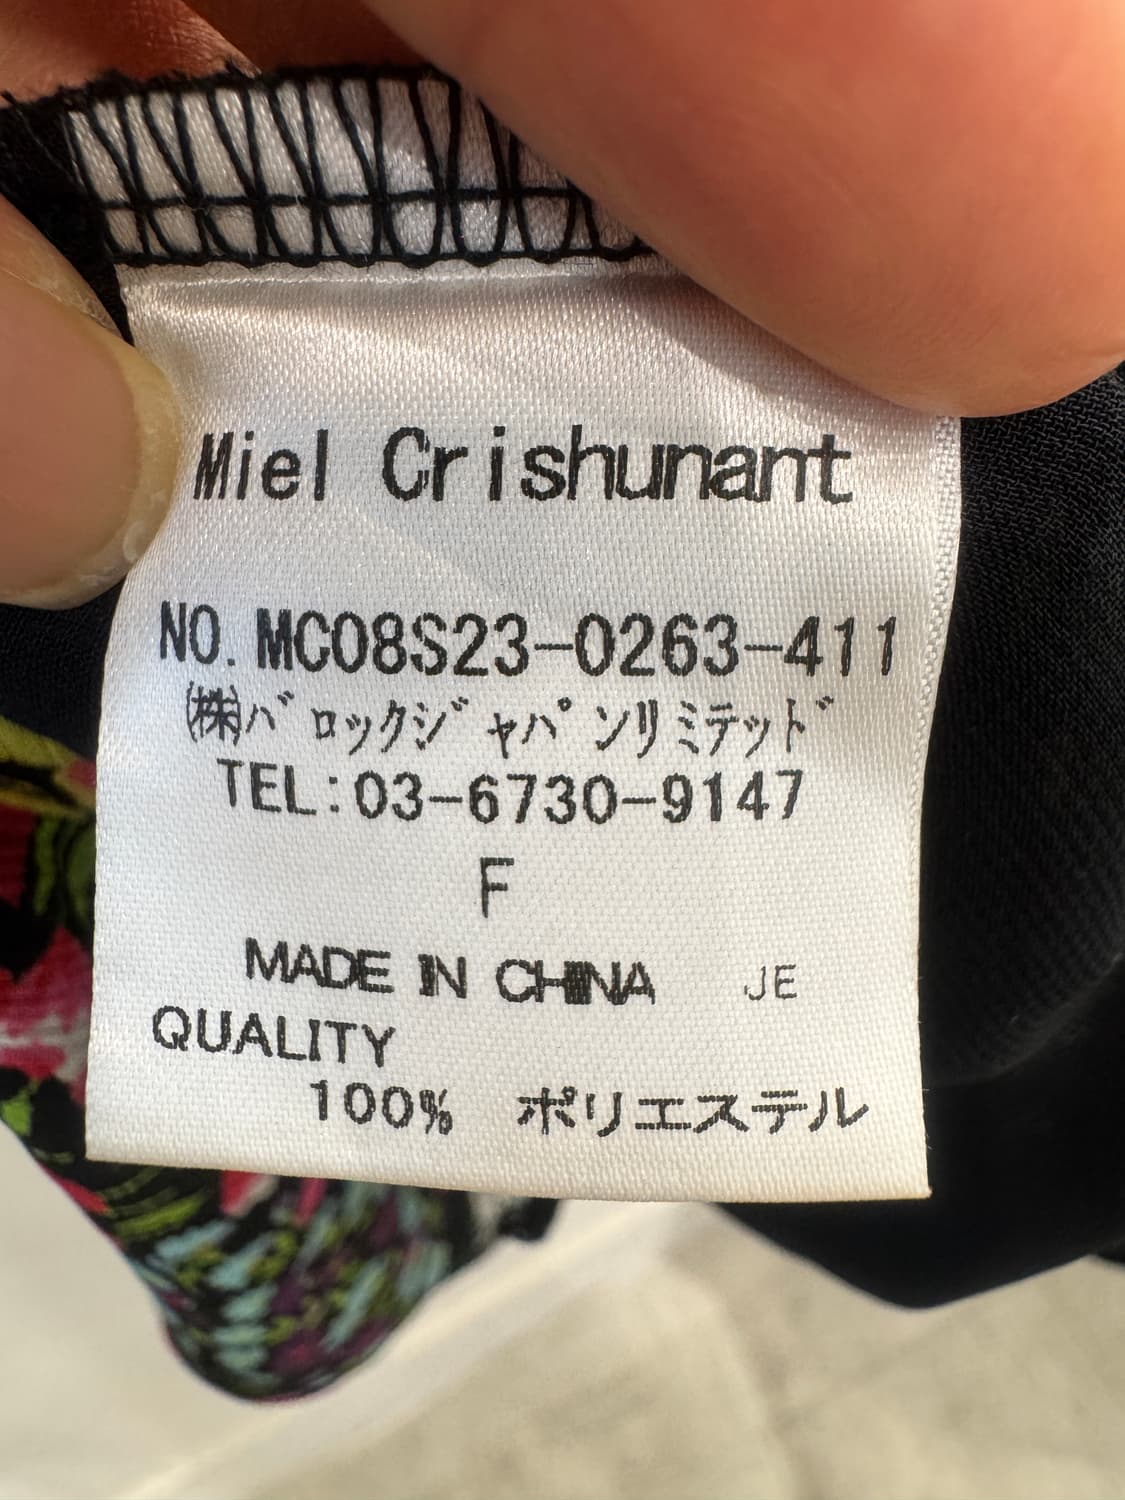 Miel Crishunant
NO.MC08S23-0263-411
㈱ﾊﾞﾛｯｸｼﾞｬﾊﾟﾝﾘﾐﾃｯﾄﾞ
TEL:03-6730-9147
F
MADE IN CHINA JE
QUALITY
100% ポリエステル